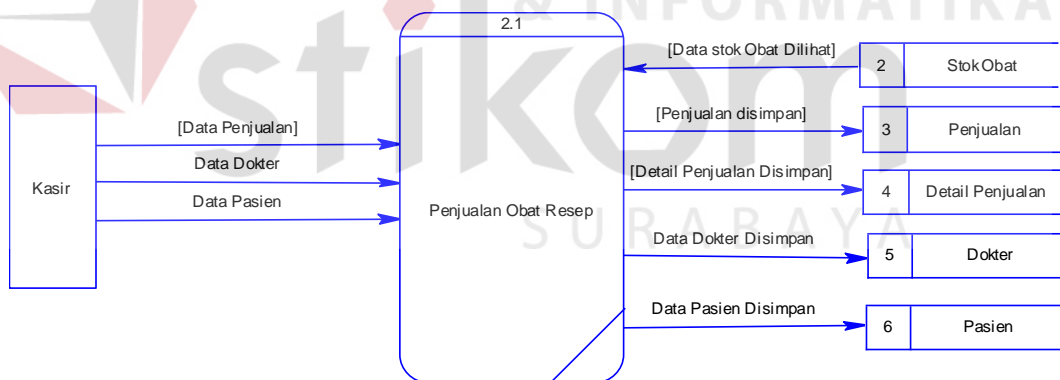 & INFORMATIKA
stikom
SURABAYA
2.1
Penjualan Obat Resep
Kasir
[Data Penjualan]
Data Dokter
Data Pasien
[Data stok Obat Dilihat]
2 Stok Obat
[Penjualan disimpan]
3 Penjualan
[Detail Penjualan Disimpan]
4 Detail Penjualan
Data Dokter Disimpan
5 Dokter
Data Pasien Disimpan
6 Pasien